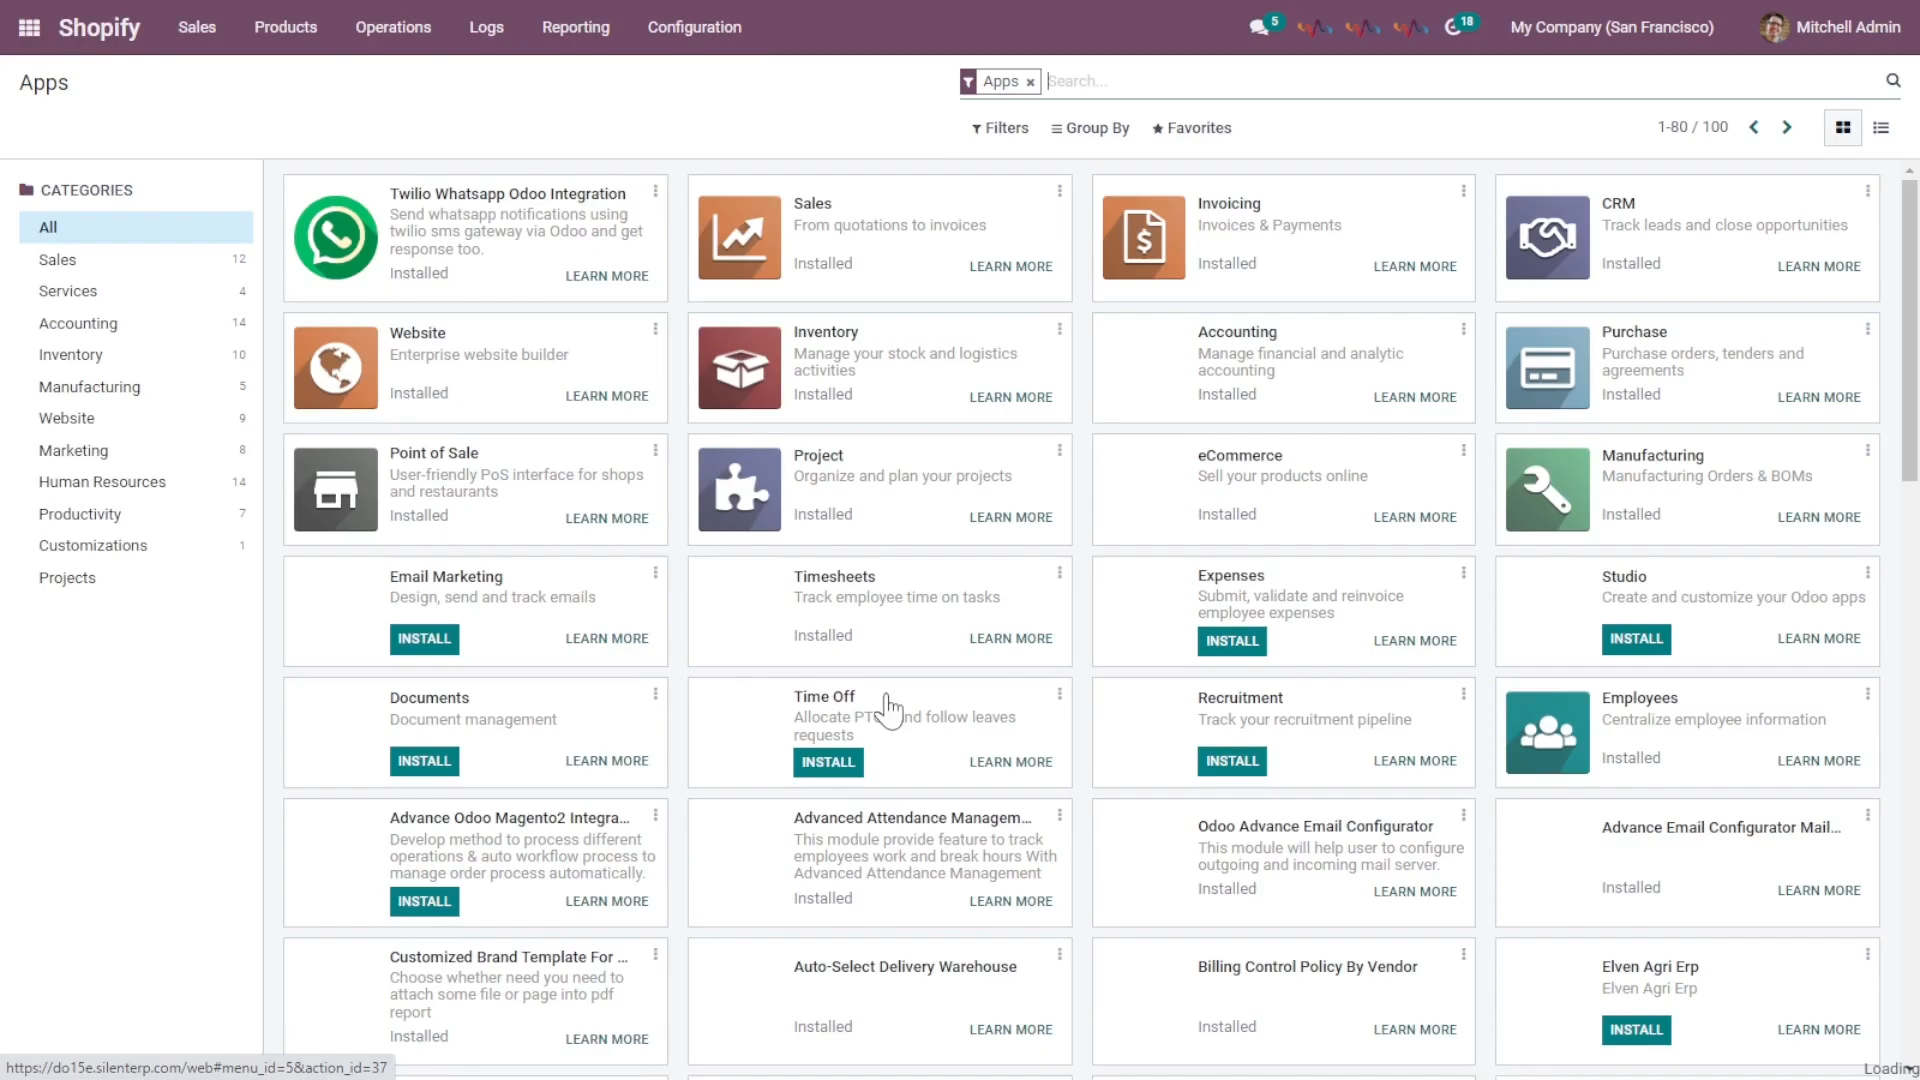 Shopify Sales Products Operations Logs Reporting Configuration 5 18 My Company (San Francisco) Mitchell Admin
Apps
Apps × Search...
Filters Group By Favorites
1-80 / 100
CATEGORIES
All
Sales 12
Services 4
Accounting 14
Inventory 10
Manufacturing 5
Website 9
Marketing 8
Human Resources 14
Productivity 7
Customizations 1
Projects
Twilio Whatsapp Odoo Integration
Send whatsapp notifications using
twilio sms gateway via Odoo and get
response too.
Installed LEARN MORE
Sales
From quotations to invoices
Installed LEARN MORE
Invoicing
Invoices & Payments
Installed LEARN MORE
CRM
Track leads and close opportunities
Installed LEARN MORE
Website
Enterprise website builder
Installed LEARN MORE
Inventory
Manage your stock and logistics
activities
Installed LEARN MORE
Accounting
Manage financial and analytic
accounting
Installed LEARN MORE
Purchase
Purchase orders, tenders and
agreements
Installed LEARN MORE
Point of Sale
User-friendly PoS interface for shops
and restaurants
Installed LEARN MORE
Project
Organize and plan your projects
Installed LEARN MORE
eCommerce
Sell your products online
Installed LEARN MORE
Manufacturing
Manufacturing Orders & BOMs
Installed LEARN MORE
Email Marketing
Design, send and track emails
INSTALL LEARN MORE
Timesheets
Track employee time on tasks
Installed LEARN MORE
Expenses
Submit, validate and reinvoice
employee expenses
INSTALL LEARN MORE
Studio
Create and customize your Odoo apps
INSTALL LEARN MORE
Documents
Document management
INSTALL LEARN MORE
Time Off
Allocate nd follow leaves
requests
INSTALL LEARN MORE
Recruitment
Track your recruitment pipeline
INSTALL LEARN MORE
Employees
Centralize employee information
Installed LEARN MORE
Advance Odoo Magento2 Integra...
Develop method to process different
operations & auto workflow process to
manage order process automatically.
INSTALL LEARN MORE
Advanced Attendance Managem...
This module provide feature to track
employees work and break hours With
Advanced Attendance Management
Installed LEARN MORE
Odoo Advance Email Configurator
This module will help user to configure
outgoing and incoming mail server.
Installed LEARN MORE
Advance Email Configurator Mail...
Installed LEARN MORE
Customized Brand Template For ...
Choose whether need you need to
attach some file or page into pdf
report
Installed LEARN MORE
Auto-Select Delivery Warehouse
Installed LEARN MORE
Billing Control Policy By Vendor
Installed LEARN MORE
Elven Agri Erp
Elven Agri Erp
INSTALL LEARN MORE
https://do15e.silenterp.com/web#menu_id=5&action_id=37
Loading